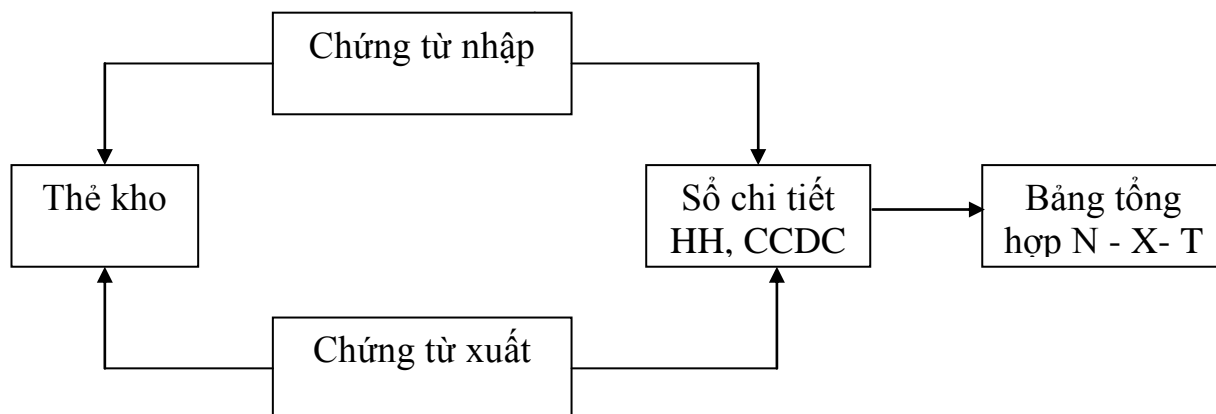 Chứng từ nhập
Thẻ kho
Sổ chi tiết
HH, CCDC
Bảng tổng
hợp N - X- T
Chứng từ xuất